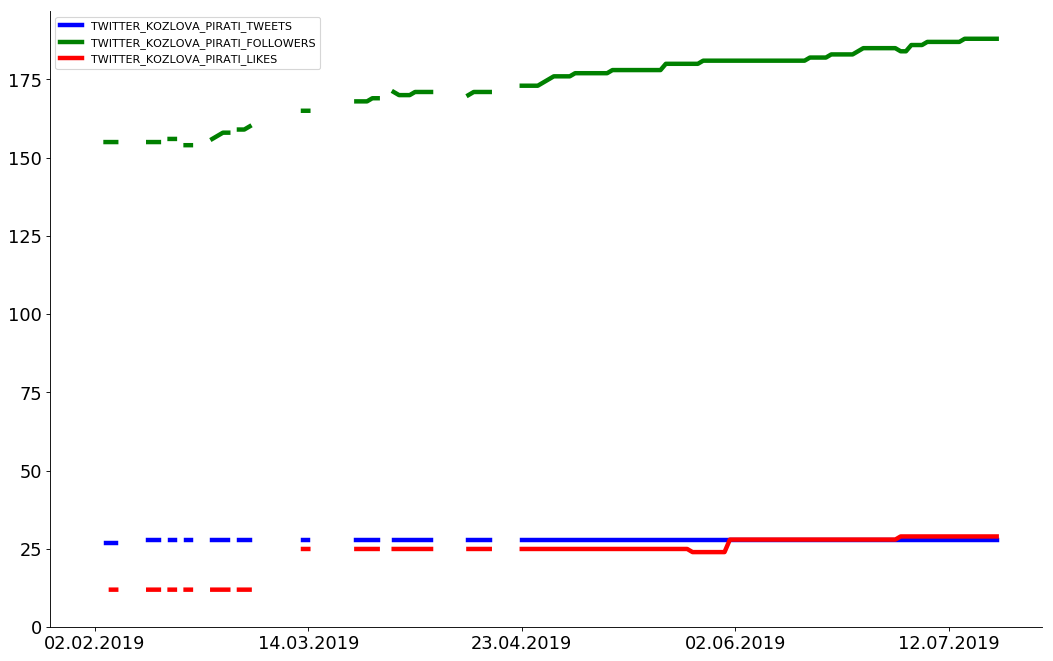 TWITTER_KOZLOVA_PIRATI_TWEETS
TWITTER_KOZLOVA_PIRATI_FOLLOWERS
TWITTER_KOZLOVA_PIRATI_LIKES
175
150
125
100
75
50
25
0
02.02.2019 14.03.2019 23.04.2019 02.06.2019 12.07.2019